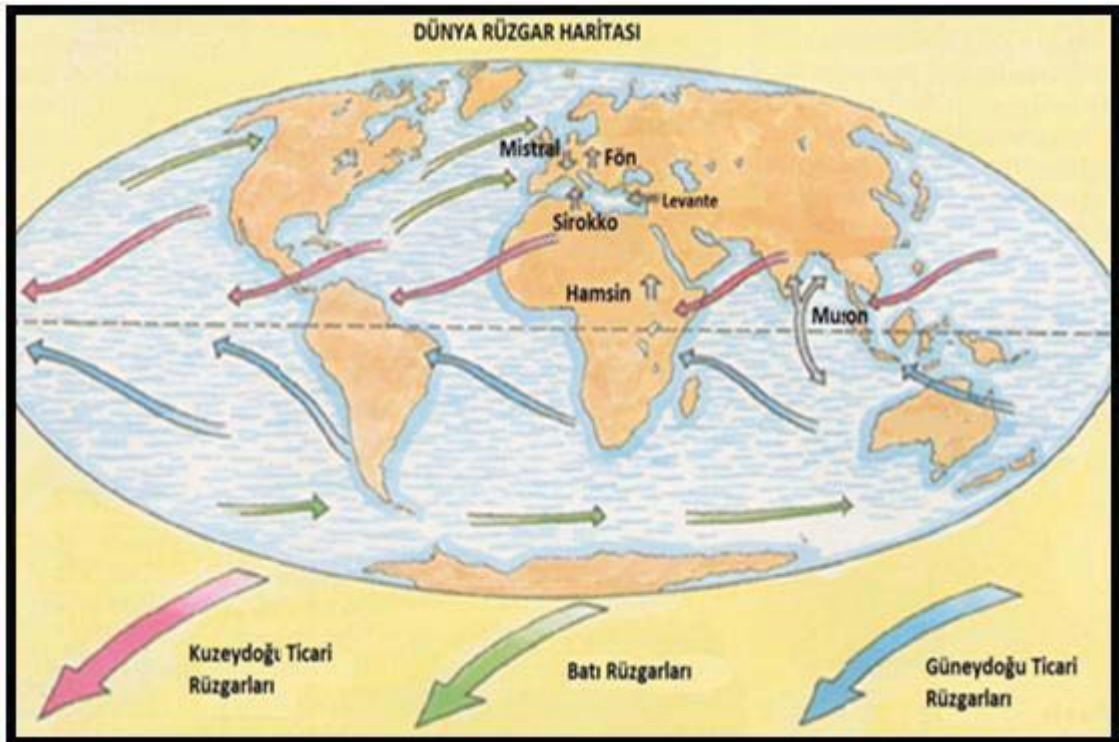 DÜNYA RÜZGAR HARİTASI
Mistral
Fön
Levante
Sirokko
Hamsin
Muson
Kuzeydoğu Ticari
Rüzgarları
Batı Rüzgarları
Güneydoğu Ticari
Rüzgarları